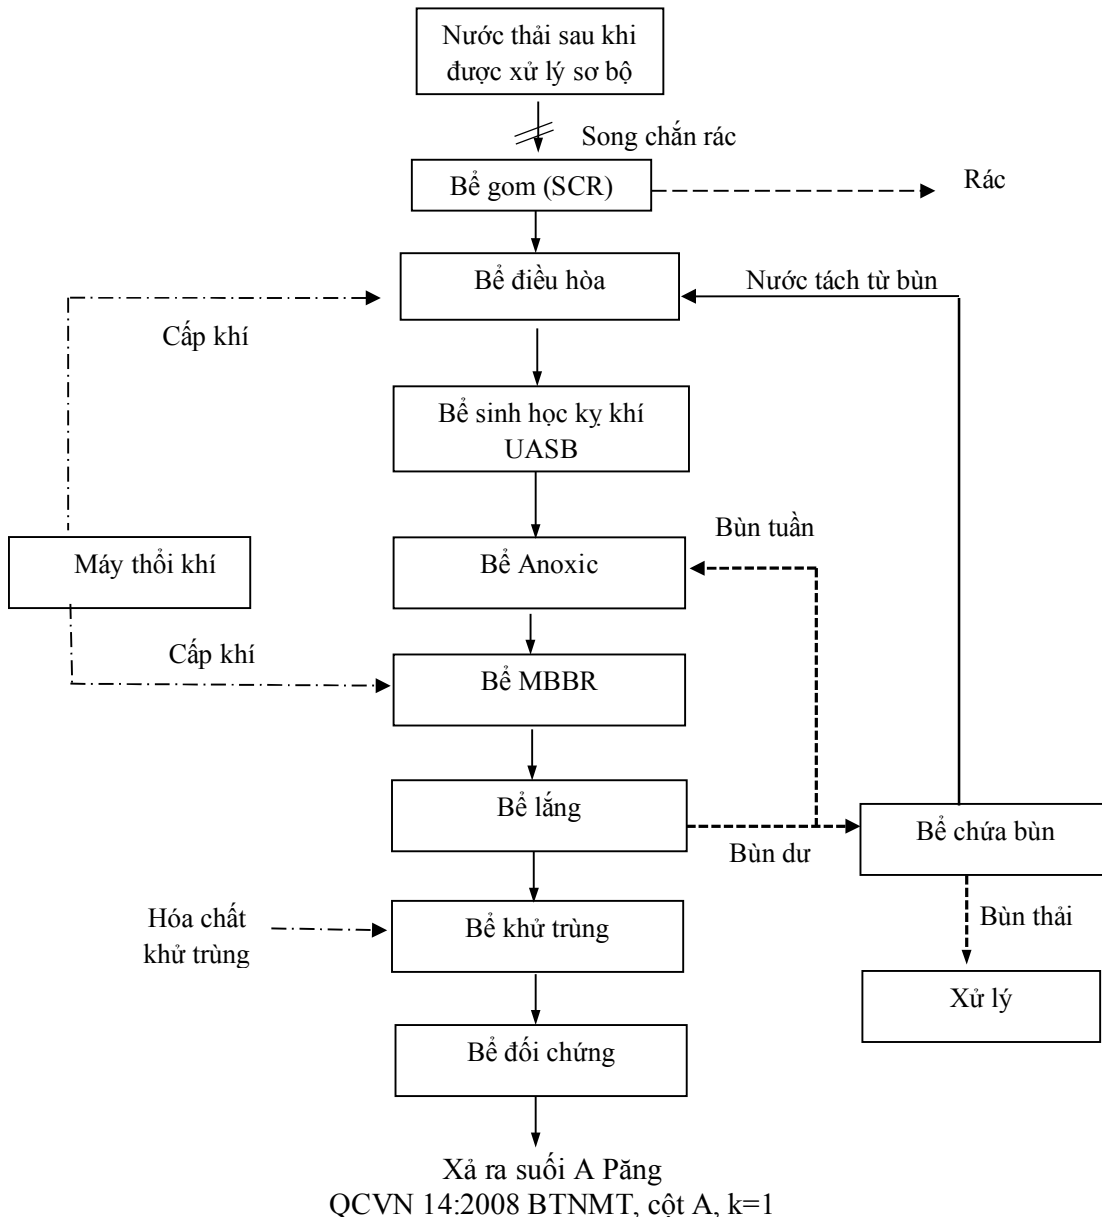 Nước thải sau khi
được xử lý sơ bộ
Song chắn rác
Bể gom (SCR)
Rác
Bể điều hòa
Nước tách từ bùn
Cấp khí
Bể sinh học kỵ khí
UASB
Bùn tuần
Máy thổi khí
Bể Anoxic
Cấp khí
Bể MBBR
Bể lắng
Bùn dư
Bể chứa bùn
Hóa chất
khử trùng
Bể khử trùng
Bùn thải
Xử lý
Bể đối chứng
Xả ra suối A Păng
QCVN 14:2008 BTNMT, cột A, k=1